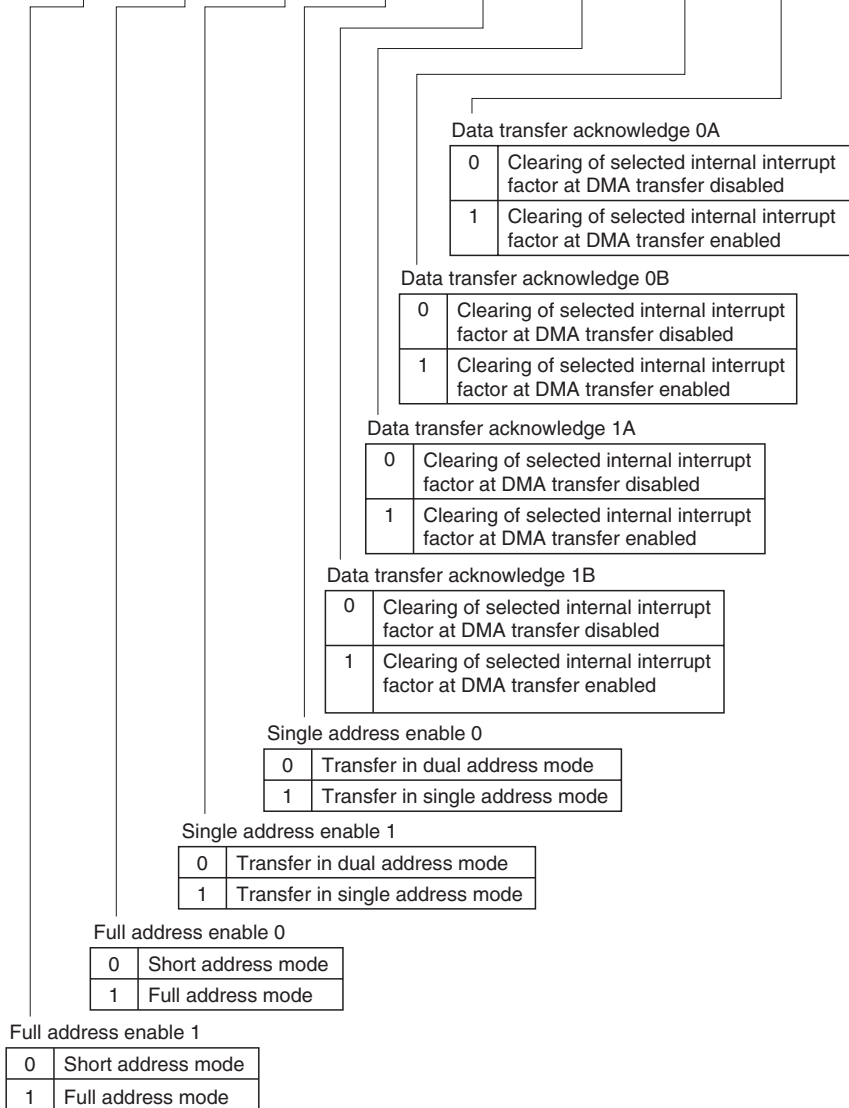 Data transfer acknowledge 0A
0 Clearing of selected internal interrupt
factor at DMA transfer disabled
1 Clearing of selected internal interrupt
factor at DMA transfer enabled
Data transfer acknowledge 0B
0 Clearing of selected internal interrupt
factor at DMA transfer disabled
1 Clearing of selected internal interrupt
factor at DMA transfer enabled
Data transfer acknowledge 1A
0 Clearing of selected internal interrupt
factor at DMA transfer disabled
1 Clearing of selected internal interrupt
factor at DMA transfer enabled
Data transfer acknowledge 1B
0 Clearing of selected internal interrupt
factor at DMA transfer disabled
1 Clearing of selected internal interrupt
factor at DMA transfer enabled
Single address enable 0
0 Transfer in dual address mode
1 Transfer in single address mode
Single address enable 1
0 Transfer in dual address mode
1 Transfer in single address mode
Full address enable 0
0 Short address mode
1 Full address mode
Full address enable 1
0 Short address mode
1 Full address mode